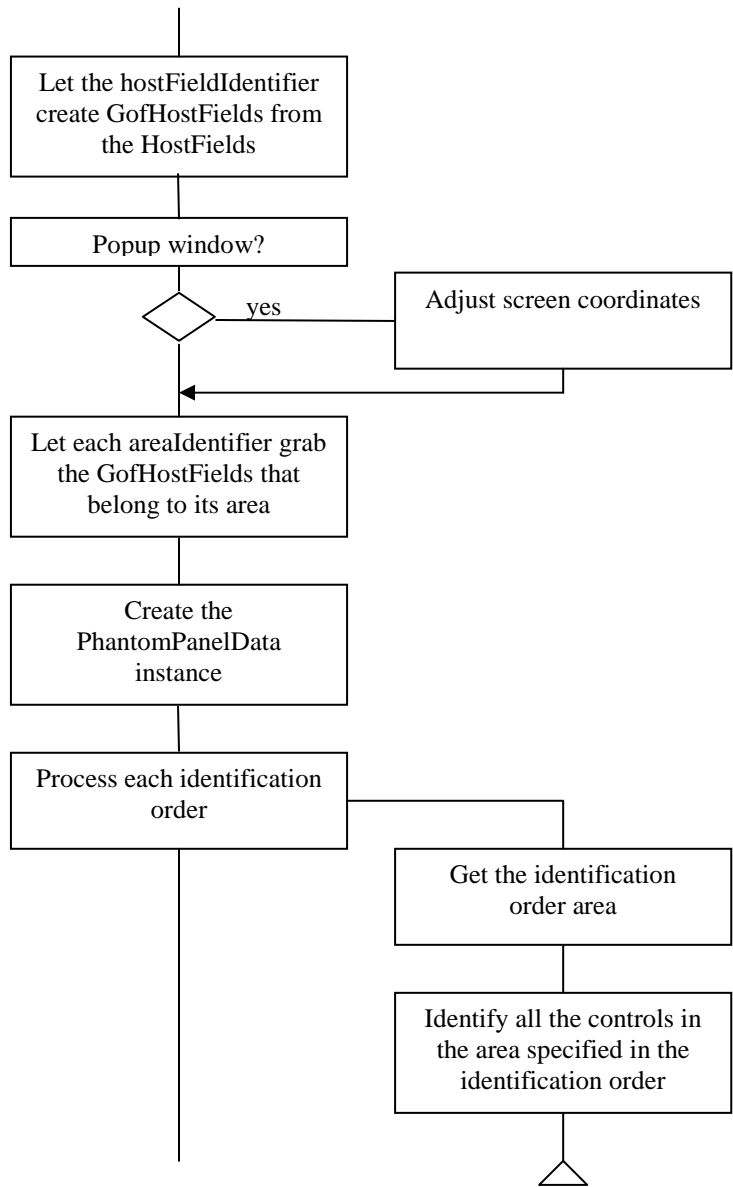 Let the hostFieldIdentifier
create GofHostFields from
the HostFields
Popup window?
yes
Adjust screen coordinates
Let each areaIdentifier grab
the GofHostFields that
belong to its area
Create the
PhantomPanelData
instance
Process each identification
order
Get the identification
order area
Identify all the controls in
the area specified in the
identification order